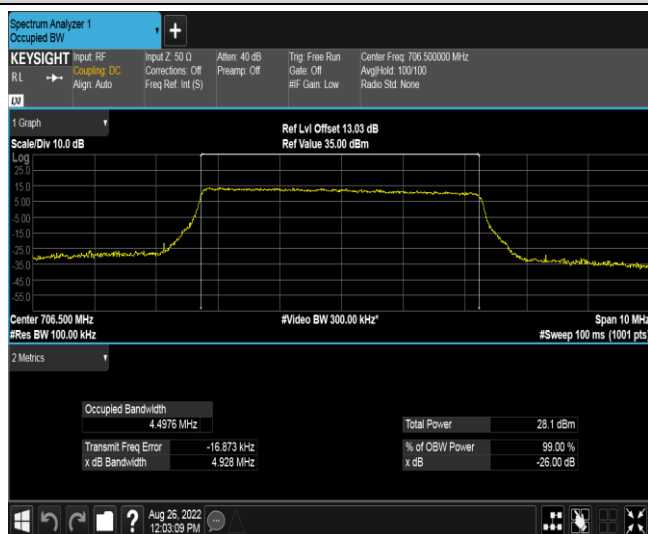 Spectrum Analyzer 1
Occupied BW
+
KEYSIGHT Input: RF Input Z: 50 Ω Atten: 40 dB Trig: Free Run Center Freq: 706.500000 MHz
RL Coupling: DC Corrections: Off Preamp: Off Gate: Off Avg|Hold: 100/100
Align: Auto Freq Ref: Int (S) #IF Gain: Low Radio Std: None
LXI
1 Graph
Ref Lvl Offset 13.03 dB
Scale/Div 10.0 dB Ref Value 35.00 dBm
Log
25.0
15.0
5.00
-5.00
-15.0
-25.0
-35.0
-45.0
-55.0
Center 706.500 MHz #Video BW 300.00 kHz* Span 10 MHz
#Res BW 100.00 kHz #Sweep 100 ms (1001 pts)
2 Metrics
Occupied Bandwidth
4.4976 MHz Total Power 28.1 dBm
Transmit Freq Error -16.873 kHz % of OBW Power 99.00 %
x dB Bandwidth 4.928 MHz x dB -26.00 dB
? Aug 26, 2022
12:03:09 PM